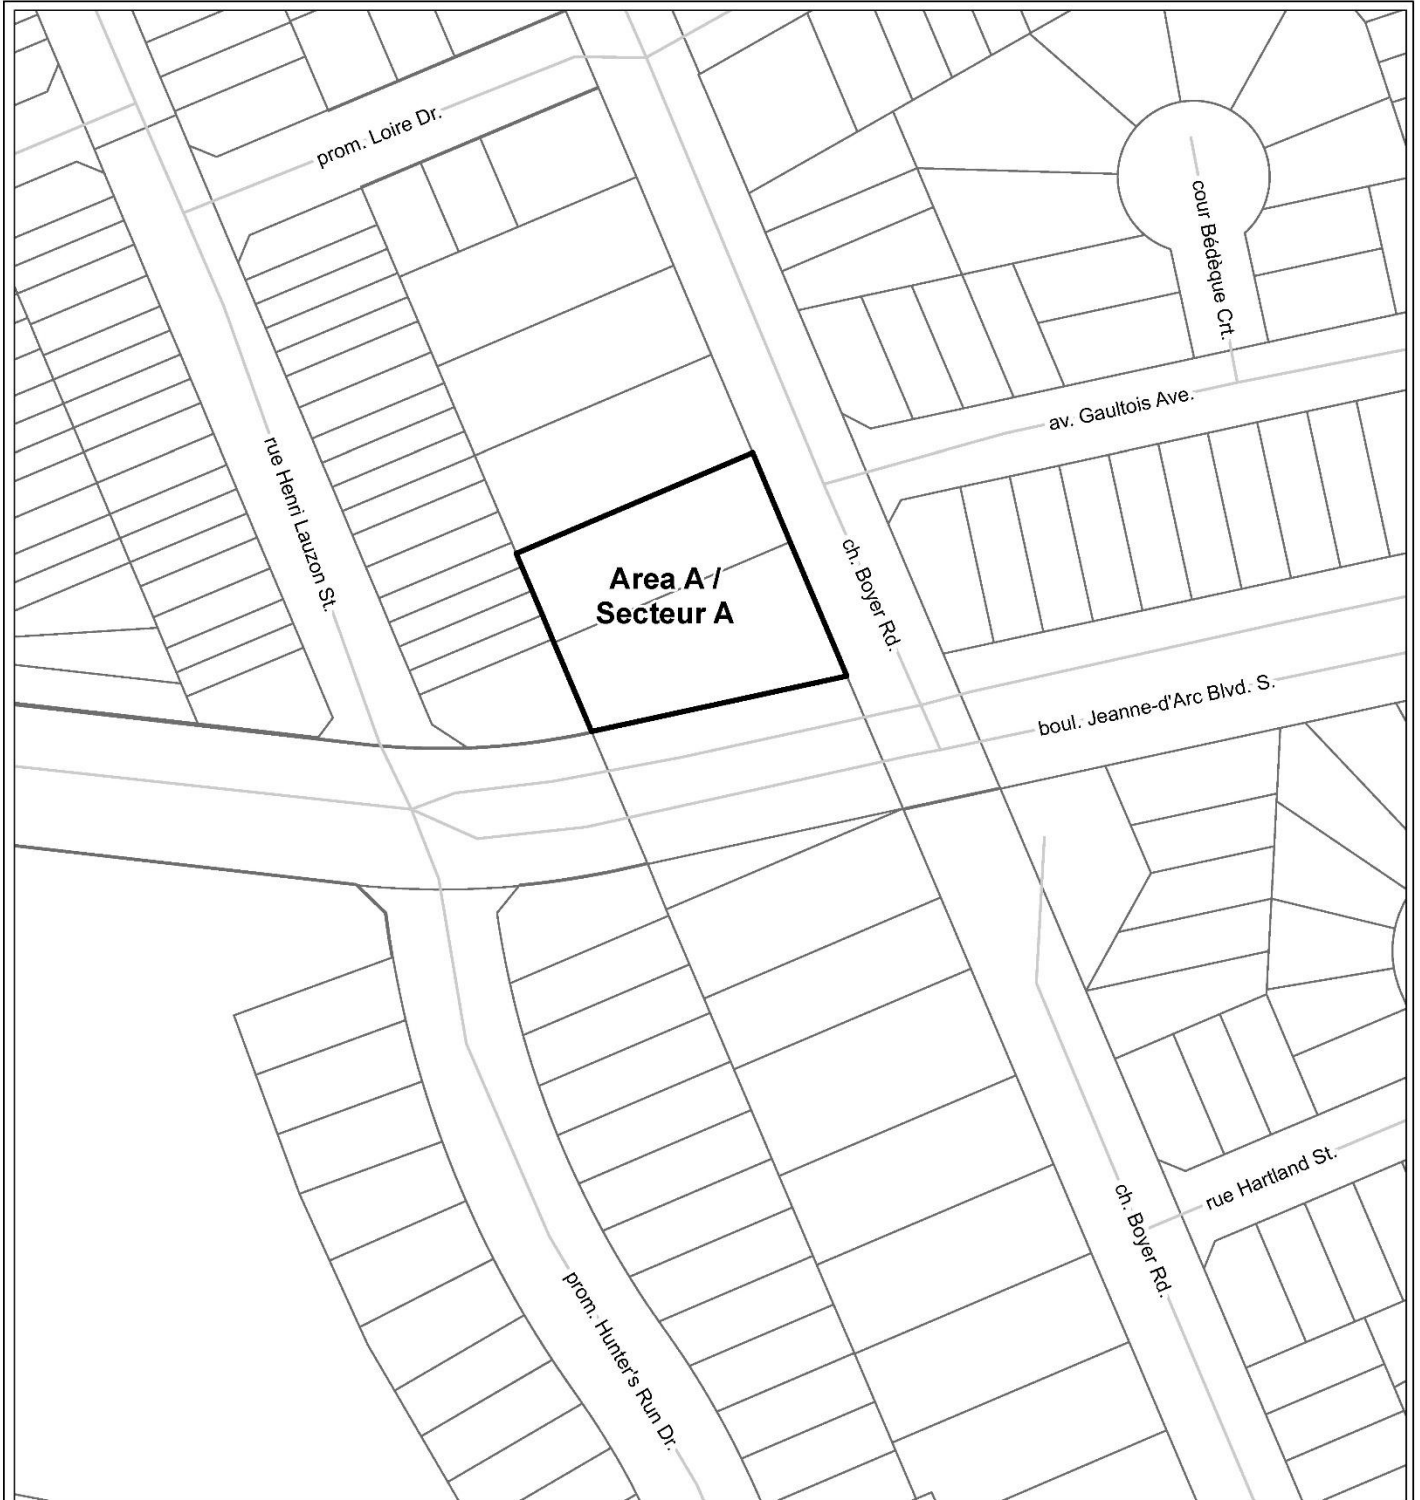 prom. Loire Dr.
cour Bédèque Crt.
av. Gaultois Ave.
rue Henri Lauzon St.
ch. Boyer Rd.
Area A /
Secteur A
boul. Jeanne-d'Arc Blvd. S.
rue Hartland St.
ch. Boyer Rd.
prom. Hunter's Run Dr.